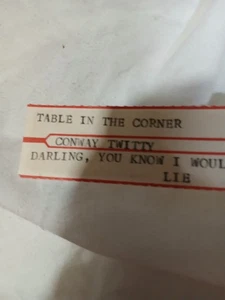 TABLE IN THE CORNER
CONWAY TWITTY
DARLING, YOU KNOW I WOUL
LIE